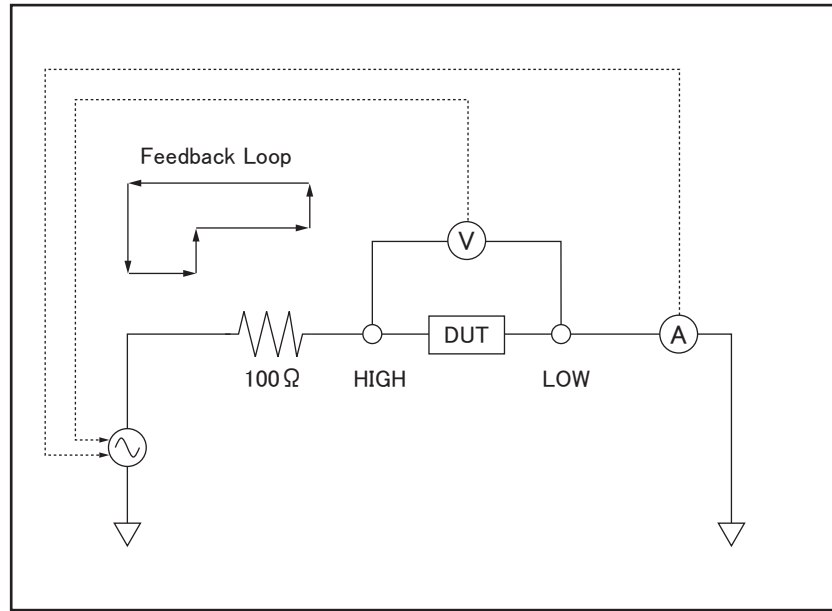 Feedback Loop
V
DUT
A
100Ω
HIGH
LOW